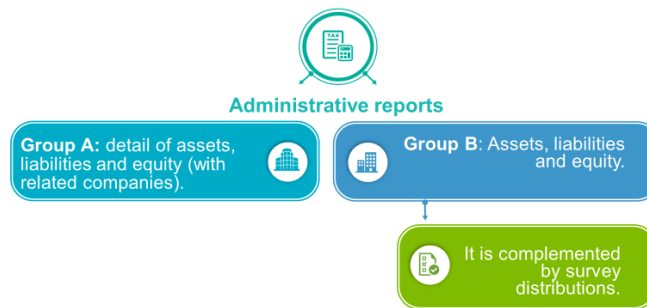 TAX
Administrative reports
Group A: detail of assets,
liabilities and equity (with
related companies).
Group B: Assets, liabilities
and equity.
It is complemented
by survey
distributions.